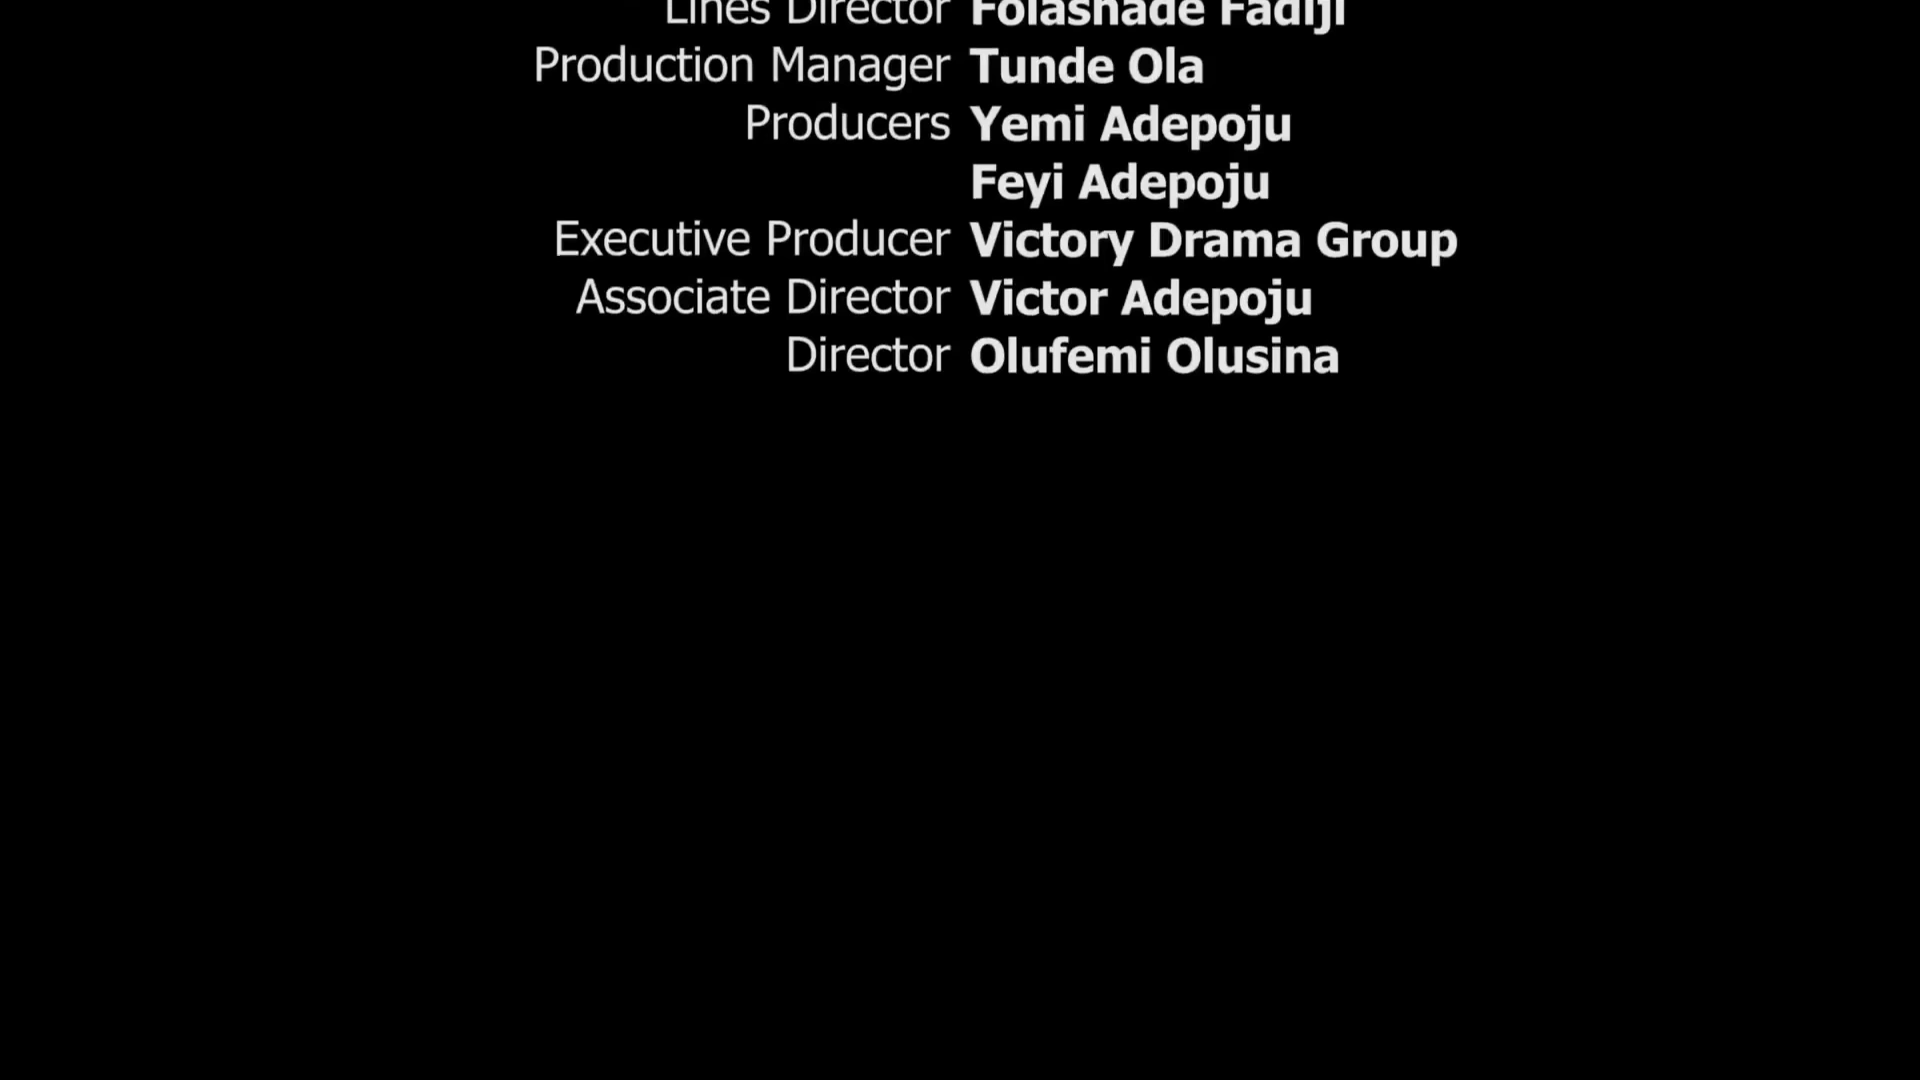 Lines Director Folashade Fadiji
Production Manager Tunde Ola
Producers Yemi Adepoju
Feyi Adepoju
Executive Producer Victory Drama Group
Associate Director Victor Adepoju
Director Olufemi Olusina